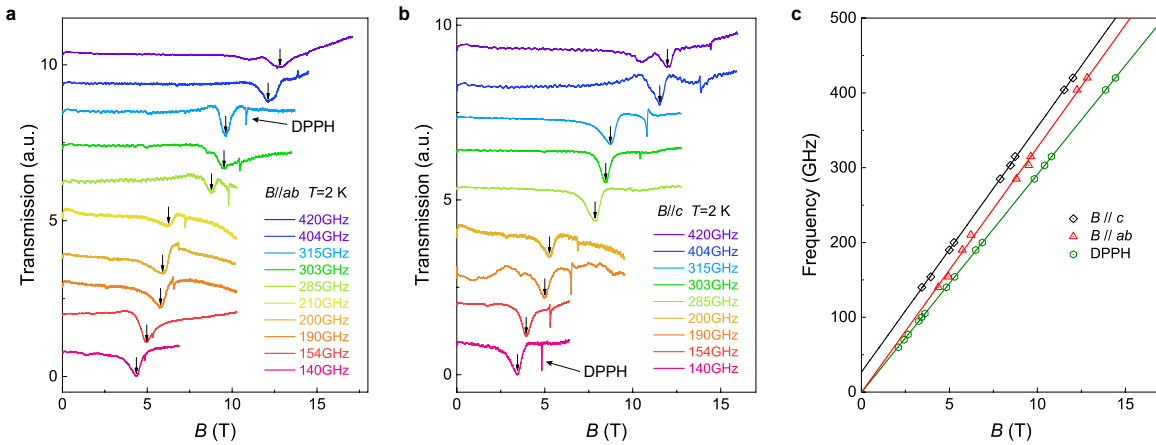 a
Transmission (a.u.)
10
5
0
DPPH
B//ab T=2 K
420GHz
404GHz
315GHz
303GHz
285GHz
210GHz
200GHz
190GHz
154GHz
140GHz
0 5 10 15
B (T)
b
Transmission (a.u.)
10
5
0
B//c T=2 K
420GHz
404GHz
315GHz
303GHz
285GHz
200GHz
190GHz
154GHz
140GHz
DPPH
0 5 10 15
B (T)
c
Frequency (GHz)
500
400
300
200
100
0
B // c
B // ab
DPPH
0 5 10 15
B (T)